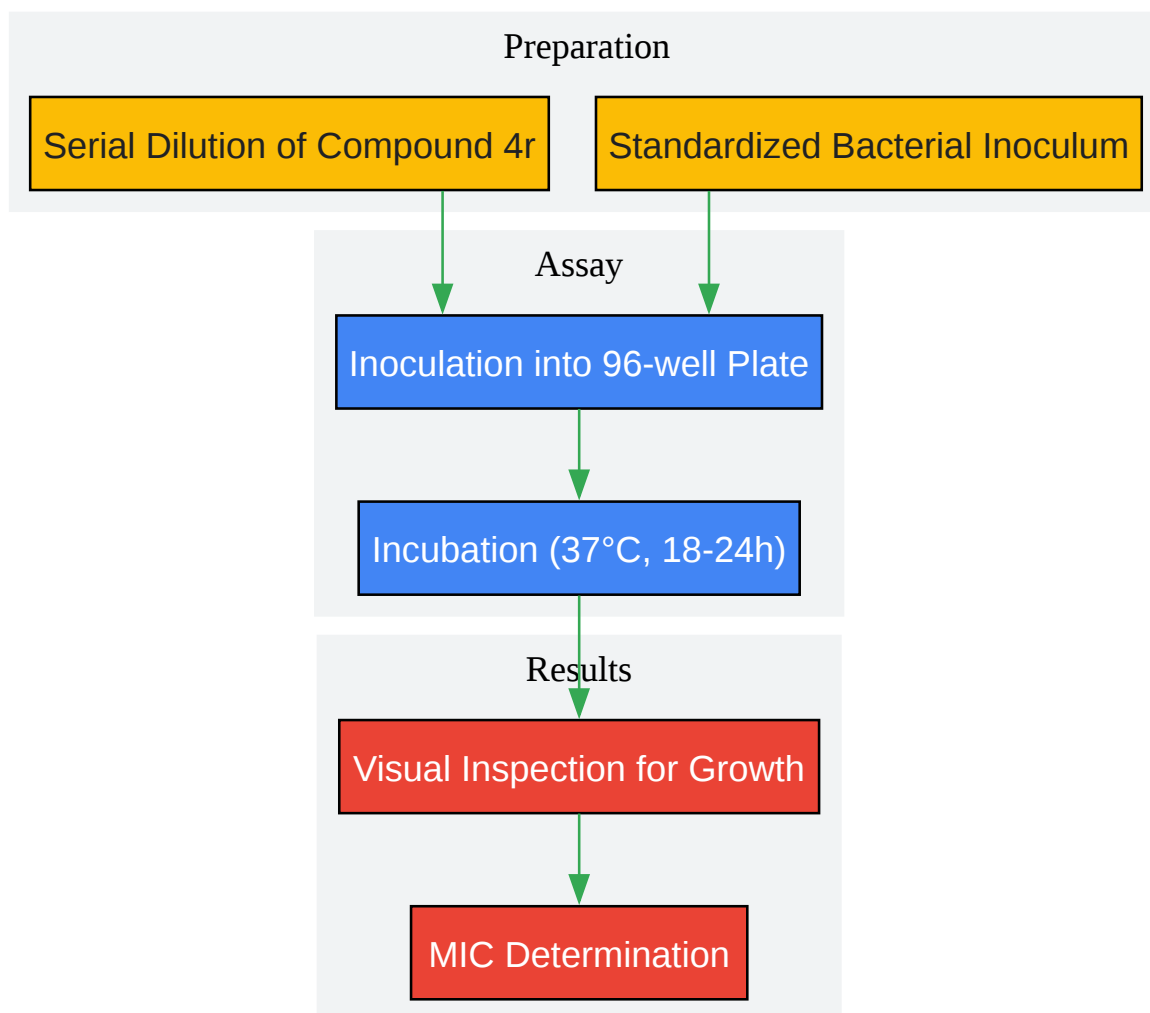 Preparation
Serial Dilution of Compound 4r
Standardized Bacterial Inoculum
Assay
Inoculation into 96-well Plate
Incubation (37°C, 18-24h)
Results
Visual Inspection for Growth
MIC Determination